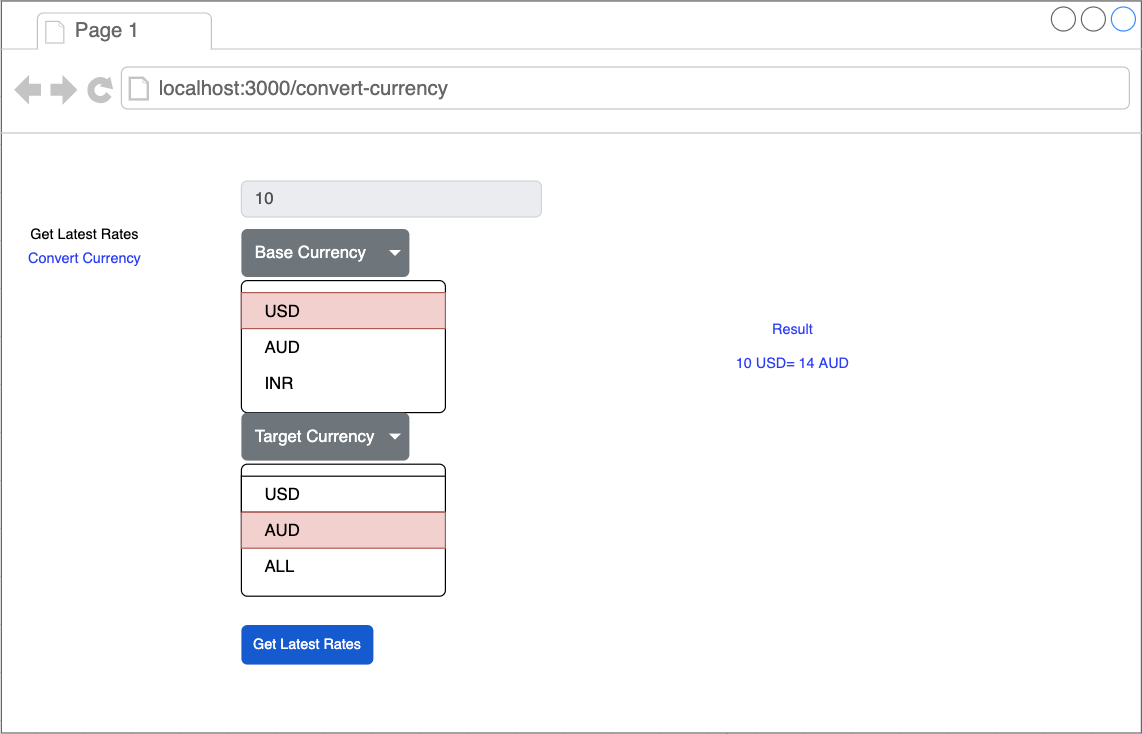 Page 1
localhost:3000/convert-currency
10
Get Latest Rates
Convert Currency
Base Currency
USD
AUD
INR
Target Currency
USD
AUD
ALL
Get Latest Rates
Result
10 USD= 14 AUD